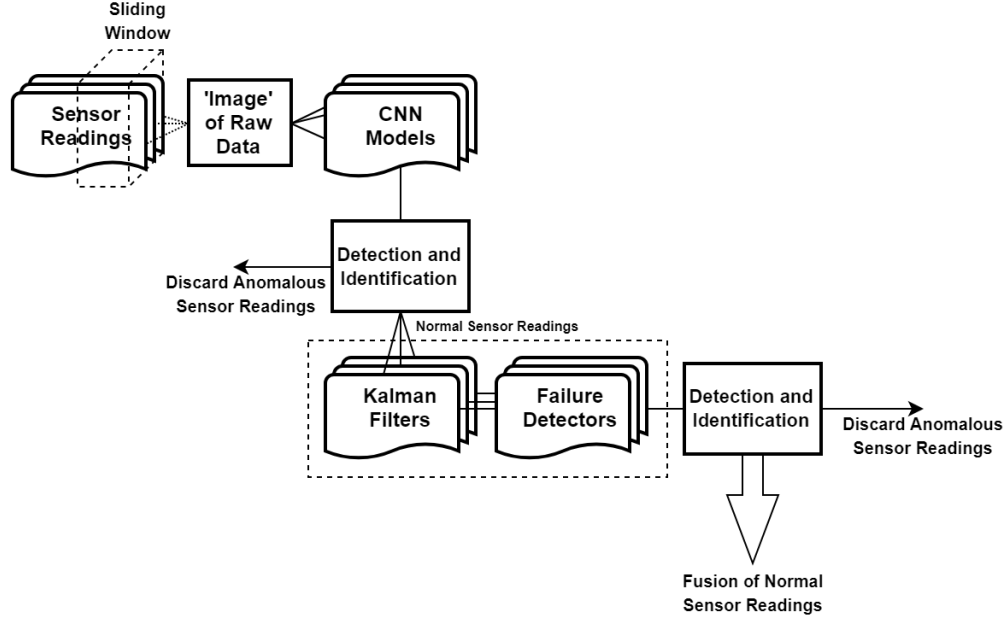 Sliding
Window
Sensor
Readings
'Image'
of Raw
Data
CNN
Models
Detection and
Identification
Discard Anomalous
Sensor Readings
Normal Sensor Readings
Kalman
Filters
Failure
Detectors
Detection and
Identification
Discard Anomalous
Sensor Readings
Fusion of Normal
Sensor Readings